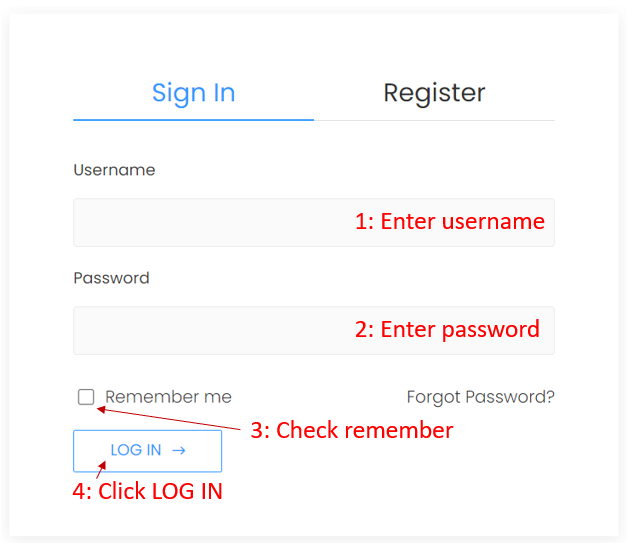 Sign In Register
Username
1: Enter username
Password
2: Enter password
Remember me Forgot Password?
3: Check remember
LOG IN →
4: Click LOG IN